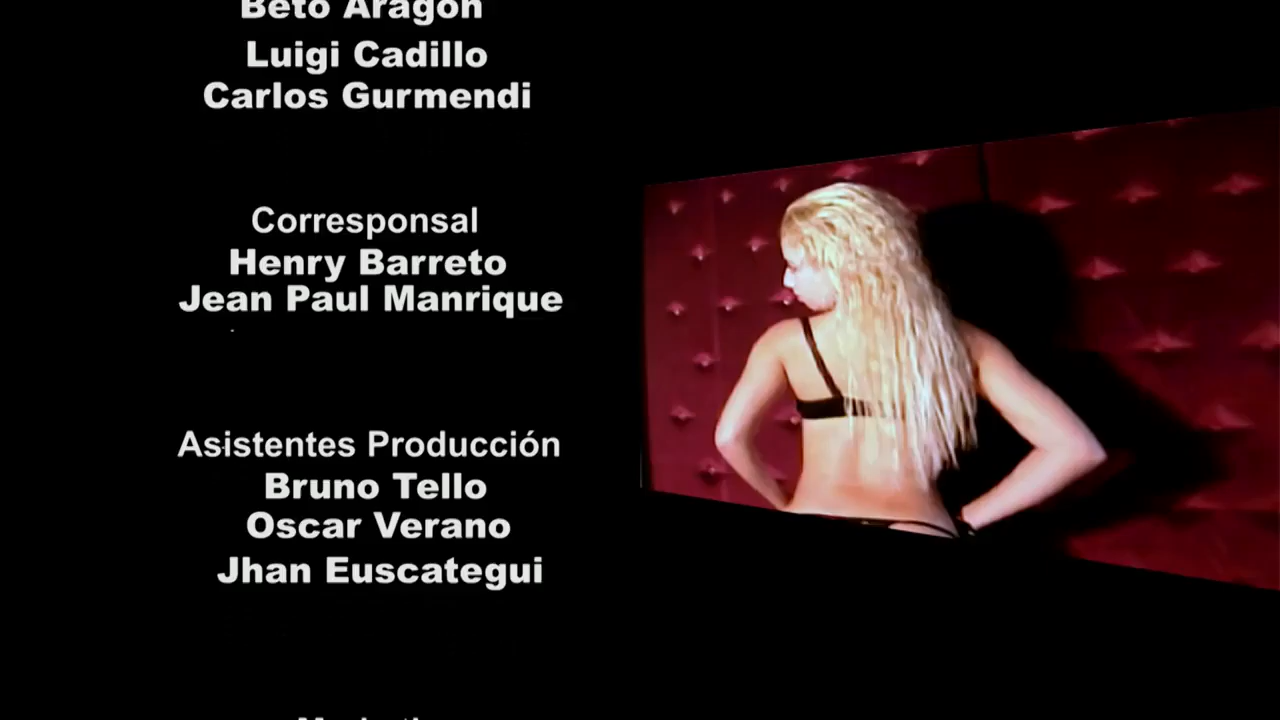 Beto Aragon
Luigi Cadillo
Carlos Gurmendi
Corresponsal
Henry Barreto
Jean Paul Manrique
Asistentes Producción
Bruno Tello
Oscar Verano
Jhan Euscategui